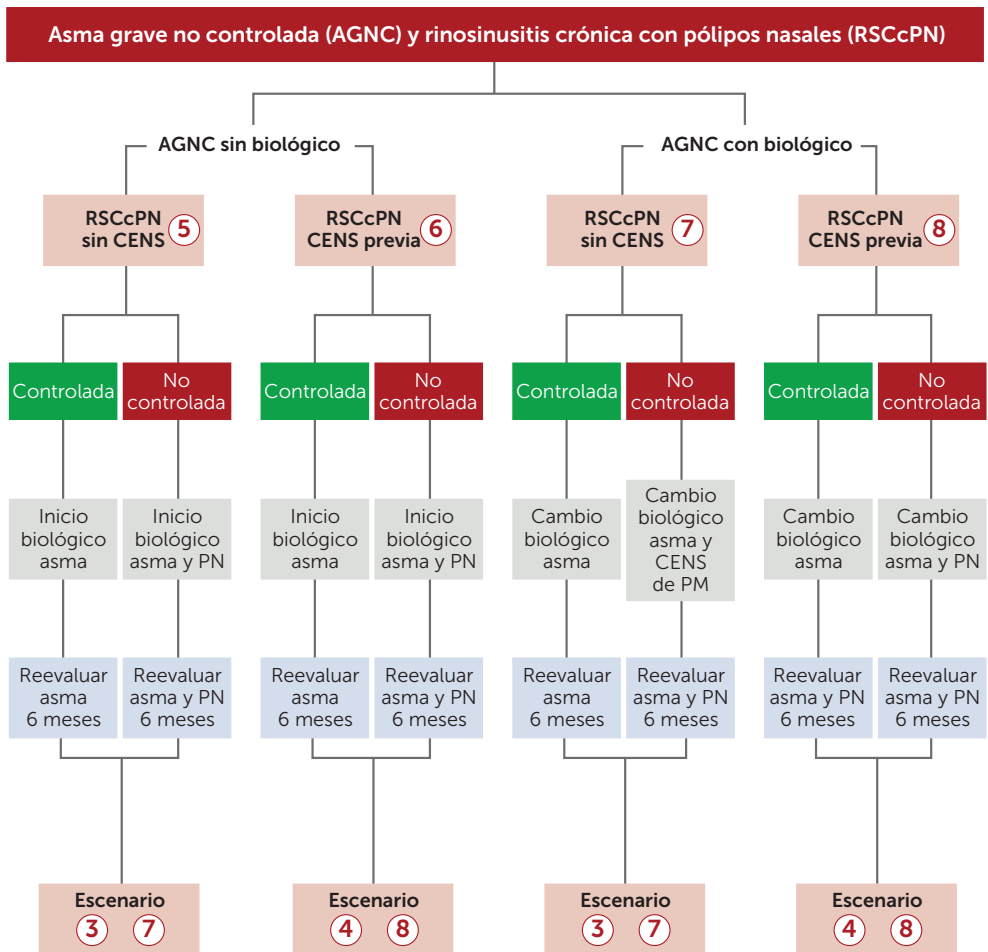 Asma grave no controlada (AGNC) y rinosinusitis crónica con pólipos nasales (RSCcPN)
AGNC sin biológico
AGNC con biológico
RSCcPN
sin CENS
5
RSCcPN
CENS previa
6
RSCcPN
sin CENS
7
RSCcPN
CENS previa
8
Controlada
No
controlada
Controlada
No
controlada
Controlada
No
controlada
Controlada
No
controlada
Inicio
biológico
asma
Inicio
biológico
asma y PN
Inicio
biológico
asma
Inicio
biológico
asma y PN
Cambio
biológico
asma
Cambio
biológico
asma y
CENS
de PM
Cambio
biológico
asma
Cambio
biológico
asma y PN
Reevaluar
asma
6 meses
Reevaluar
asma y PN
6 meses
Reevaluar
asma
6 meses
Reevaluar
asma y PN
6 meses
Reevaluar
asma
6 meses
Reevaluar
asma y PN
6 meses
Reevaluar
asma y PN
6 meses
Reevaluar
asma y PN
6 meses
Escenario
3 7
Escenario
4 8
Escenario
3 7
Escenario
4 8